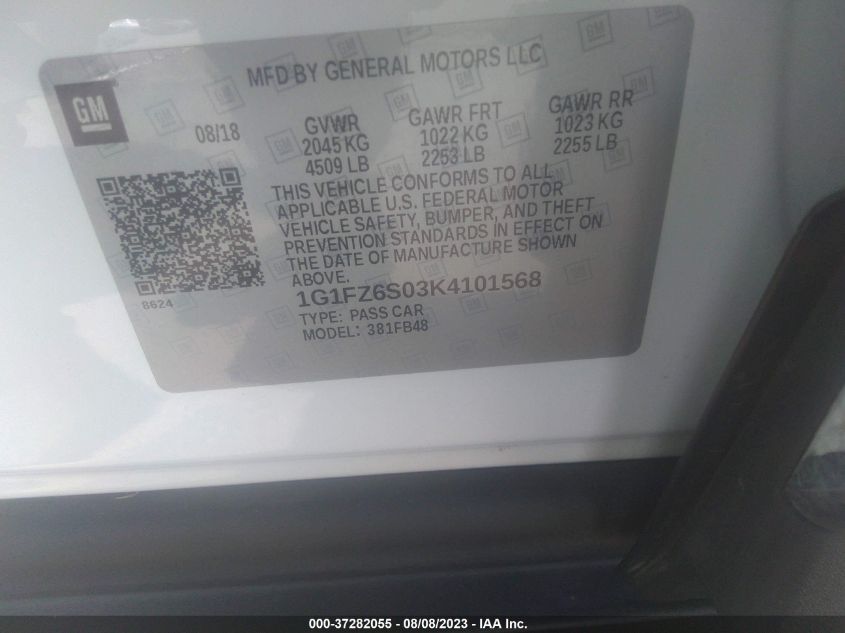 MFD BY GENERAL MOTORS LLC
GM
08/18
GVWR
2045 KG
4509 LB
GAWR FRT
1022 KG
2253 LB
GAWR RR
1023 KG
2255 LB
THIS VEHICLE CONFORMS TO ALL
APPLICABLE U.S. FEDERAL MOTOR
VEHICLE SAFETY, BUMPER, AND THEFT
PREVENTION STANDARDS IN EFFECT ON
THE DATE OF MANUFACTURE SHOWN
ABOVE.
8624
1G1FZ6S03K4101568
TYPE: PASS CAR
MODEL: 381FB48
000-37282055 - 08/08/2023 - IAA Inc.